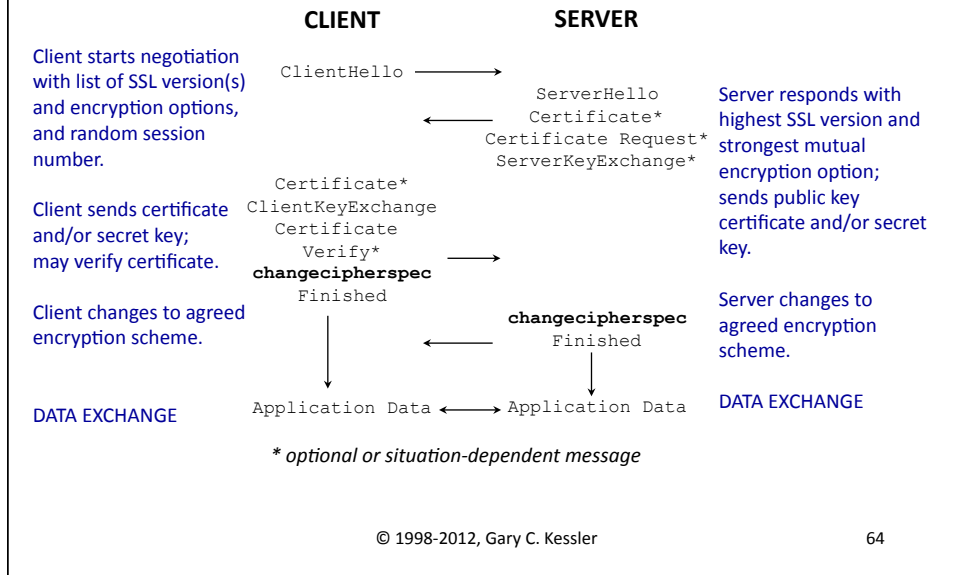 CLIENT SERVER
Client starts negotiation
with list of SSL version(s)
and encryption options,
and random session
number.
ClientHello
ServerHello
Certificate*
Certificate Request*
ServerKeyExchange*
Server responds with
highest SSL version and
strongest mutual
encryption option;
sends public key
certificate and/or secret
key.
Client sends certificate
and/or secret key;
may verify certificate.
Certificate*
ClientKeyExchange
Certificate
Verify*
changecipherspec
Finished
Client changes to agreed
encryption scheme.
changecipherspec
Finished
Server changes to
agreed encryption
scheme.
DATA EXCHANGE
Application Data Application Data
DATA EXCHANGE
* optional or situation-dependent message
© 1998-2012, Gary C. Kessler
64